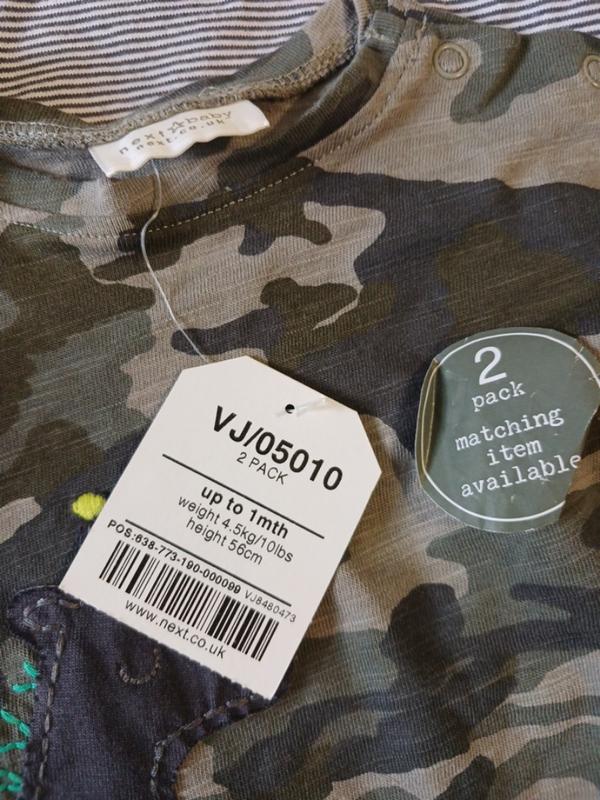 next baby
next.co.uk
VJ/05010
2 PACK
up to 1mth
weight 4.5kg/10lbs
height 56cm
POS:638-773-190-000099 VJ8480473
www.next.co.uk
2
pack
matching
item
available